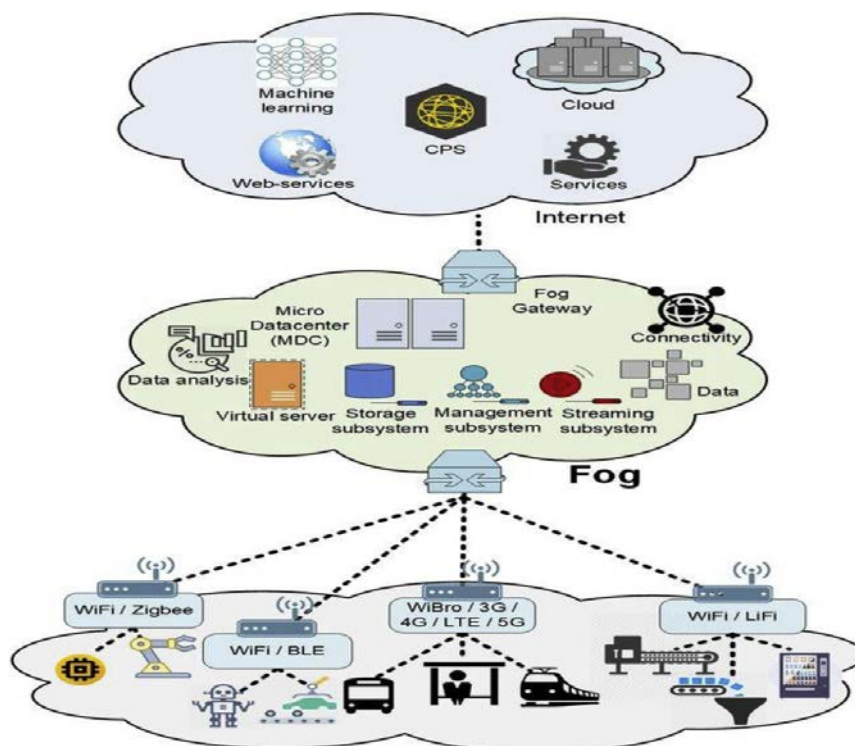 Machine
learning
Cloud
CPS
Web-services
Services
Internet
Micro
Datacenter
(MDC)
Fog
Gateway
Connectivity
Data analysis
Virtual server
Storage
subsystem
Management
subsystem
Streaming
subsystem
Data
Fog
WiFi / Zigbee
WiFi / BLE
WiBro / 3G /
4G / LTE / 5G
WiFi / LiFi